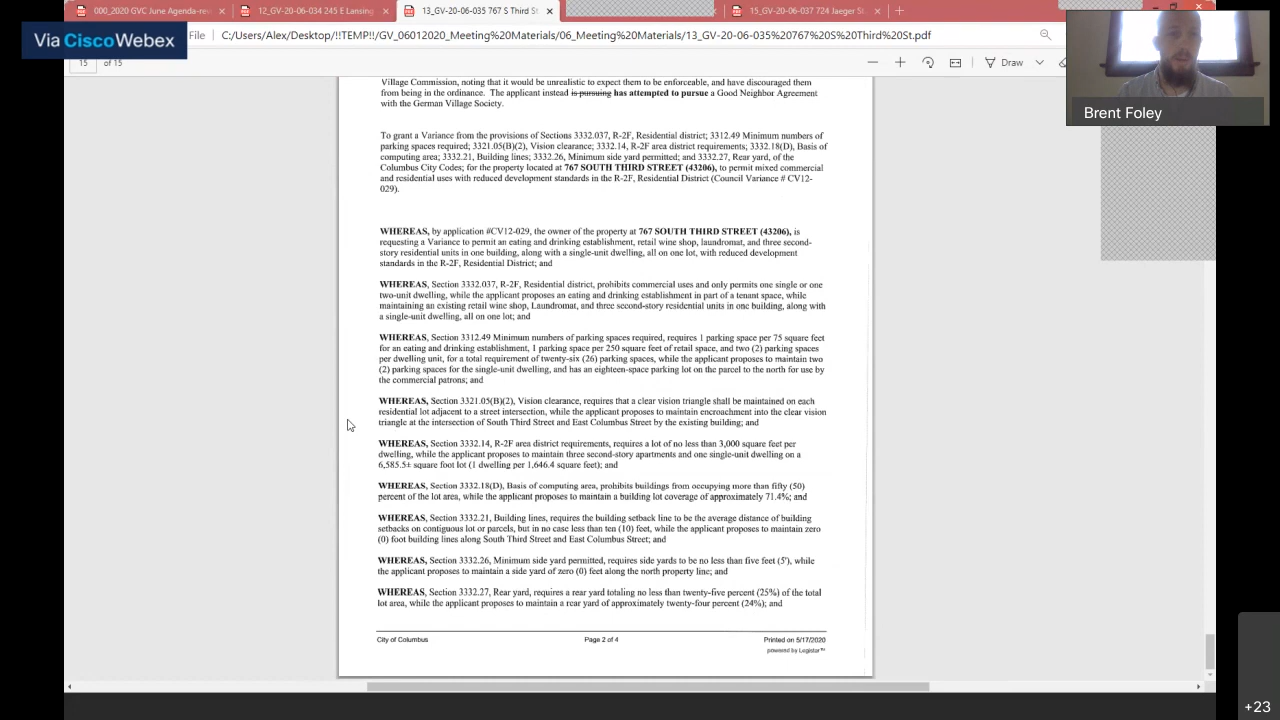 000_2020 GVC June Agenda-rev
12_GV-20-06-034 245 E Lansing
13_GV-20-06-035 767 S Third St
15_GV-20-06-037 724 Jaeger St
Via CiscoWebex
File
C:/Users/Alex/Desktop/!!TEMP!!/GV_06012020_Meeting%20Materials/06_Meeting%20Materials/13_GV-20-06-035%20767%20S%20Third%20St.pdf
15 of 15
Draw
Brent Foley
Village Commission, noting that it would be unrealistic to expect them to be enforceable, and have discouraged them
from being in the ordinance. The applicant instead is pursuing has attempted to pursue a Good Neighbor Agreement
with the German Village Society.
To grant a Variance from the provisions of Sections 3332.037, R-2F, Residential district; 3312.49 Minimum numbers of
parking spaces required; 3321.05(B)(2), Vision clearance; 3332.14, R-2F area district requirements; 3332.18(D), Basis of
computing area; 3332.21, Building lines; 3332.26, Minimum side yard permitted; and 3332.27, Rear yard, of the
Columbus City Codes; for the property located at 767 SOUTH THIRD STREET (43206), to permit mixed commercial
and residential uses with reduced development standards in the R-2F, Residential District (Council Variance # CV12-
029).
WHEREAS, by application #CV12-029, the owner of the property at 767 SOUTH THIRD STREET (43206), is
requesting a Variance to permit an eating and drinking establishment, retail wine shop, laundromat, and three second-
story residential units in one building, along with a single-unit dwelling, all on one lot, with reduced development
standards in the R-2F, Residential District; and
WHEREAS, Section 3332.037, R-2F, Residential district, prohibits commercial uses and only permits one single or one
two-unit dwelling, while the applicant proposes an eating and drinking establishment in part of a tenant space, while
maintaining an existing retail wine shop, Laundromat, and three second-story residential units in one building, along with
a single-unit dwelling, all on one lot; and
WHEREAS, Section 3312.49 Minimum numbers of parking spaces required, requires 1 parking space per 75 square feet
for an eating and drinking establishment, 1 parking space per 250 square feet of retail space, and two (2) parking spaces
per dwelling unit, for a total requirement of twenty-six (26) parking spaces, while the applicant proposes to maintain two
(2) parking spaces for the single-unit dwelling, and has an eighteen-space parking lot on the parcel to the north for use by
the commercial patrons; and
WHEREAS, Section 3321.05(B)(2), Vision clearance, requires that a clear vision triangle shall be maintained on each
residential lot adjacent to a street intersection, while the applicant proposes to maintain encroachment into the clear vision
triangle at the intersection of South Third Street and East Columbus Street by the existing building; and
WHEREAS, Section 3332.14, R-2F area district requirements, requires a lot of no less than 3,000 square feet per
dwelling, while the applicant proposes to maintain three second-story apartments and one single-unit dwelling on a
6,585.5± square foot lot (1 dwelling per 1,646.4 square feet); and
WHEREAS, Section 3332.18(D), Basis of computing area, prohibits buildings from occupying more than fifty (50)
percent of the lot area, while the applicant proposes to maintain a building lot coverage of approximately 71.4%; and
WHEREAS, Section 3332.21, Building lines, requires the building setback line to be the average distance of building
setbacks on contiguous lot or parcels, but in no case less than ten (10) feet, while the applicant proposes to maintain zero
(0) foot building lines along South Third Street and East Columbus Street; and
WHEREAS, Section 3332.26, Minimum side yard permitted, requires side yards to be no less than five feet (5'), while
the applicant proposes to maintain a side yard of zero (0) feet along the north property line; and
WHEREAS, Section 3332.27, Rear yard, requires a rear yard totaling no less than twenty-five percent (25%) of the total
lot area, while the applicant proposes to maintain a rear yard of approximately twenty-four percent (24%); and
City of Columbus
Page 2 of 4
Printed on 5/17/2020
powered by Legistar™
+23